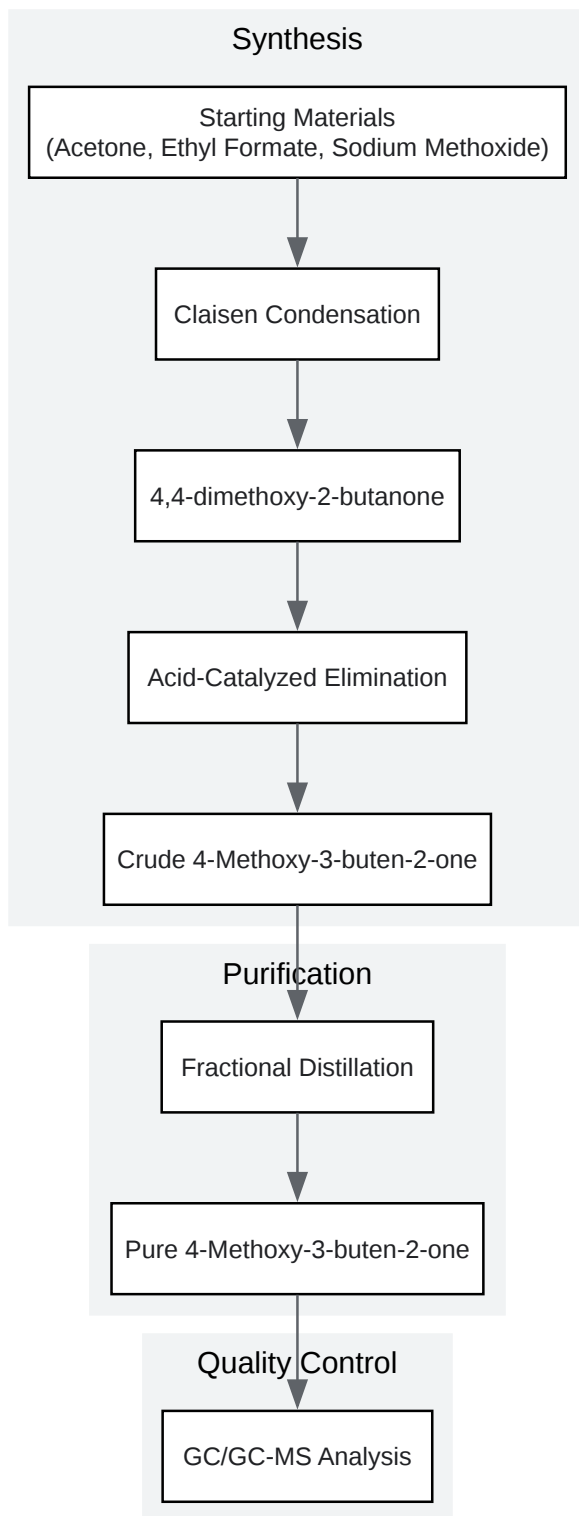 Synthesis
Starting Materials
(Acetone, Ethyl Formate, Sodium Methoxide)
Claisen Condensation
4,4-dimethoxy-2-butanone
Acid-Catalyzed Elimination
Crude 4-Methoxy-3-buten-2-one
Purification
Fractional Distillation
Pure 4-Methoxy-3-buten-2-one
Quality Control
GC/GC-MS Analysis